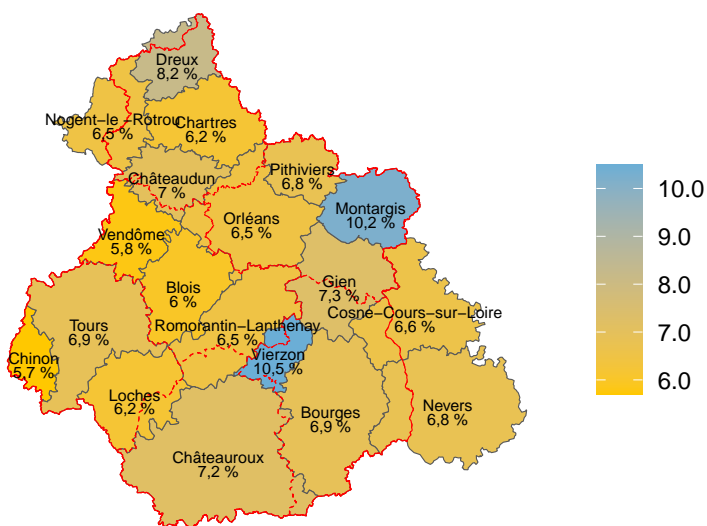 Dreux
8,2 %
Nogent−le −Rotrou
6,5 %
Chartres
6,2 %
Châteaudun
7 %
Pithiviers
6,8 %
Montargis
10,2 %
Orléans
6,5 %
Vendôme
5,8 %
Blois
6 %
Gien
7,3 %
Cosne−Cours−sur−Loire
6,6 %
Tours
6,9 %
Romorantin−Lanthenay
6,5 %
Vierzon
10,5 %
Chinon
5,7 %
Loches
6,2 %
Bourges
6,9 %
Nevers
6,8 %
Châteauroux
7,2 %
10.0
9.0
8.0
7.0
6.0